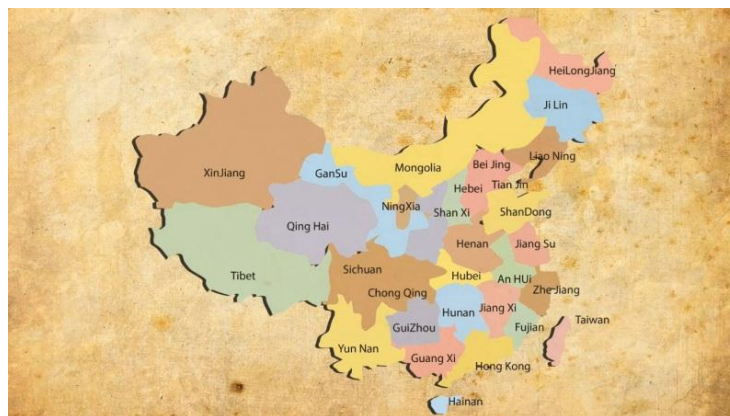 HeiLongJiang
Ji Lin
Liao Ning
Bei Jing
Mongolia
XinJiang
GanSu
Tian Jin
Hebei
NingXia
Shan Xi
ShanDong
Qing Hai
Henan
Jiang Su
Sichuan
Tibet
Hubei
An HUi
Chong Qing
Zhe Jiang
Hunan
Jiang Xi
Taiwan
GuiZhou
Fujian
Yun Nan
Guang Xi
Hong Kong
Hainan